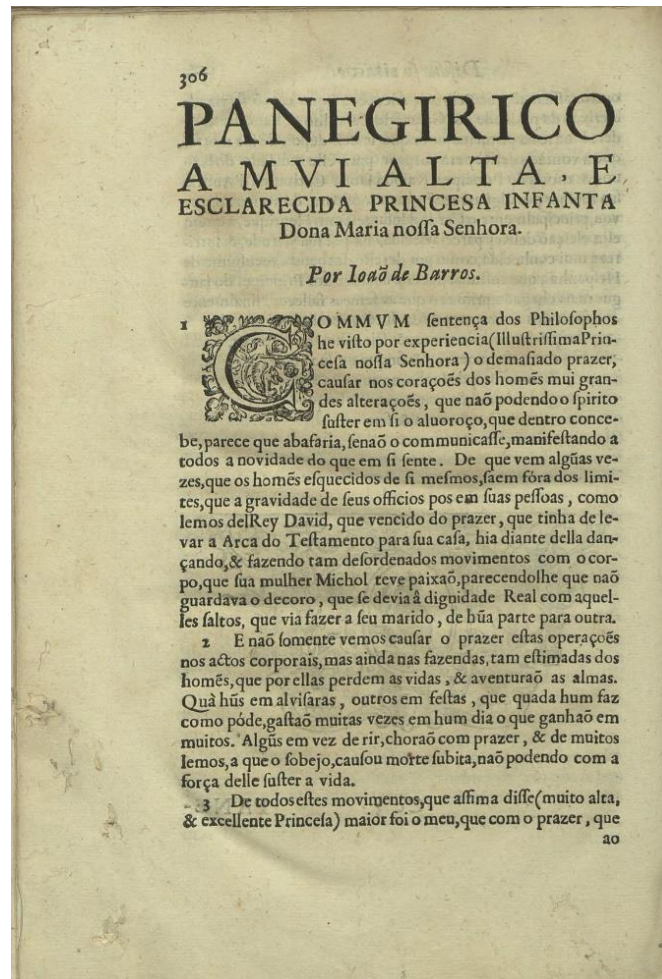 306
PANEGIRICO
A MVI ALTA, E
ESCLARECIDA PRINCESA INFANTA
Dona Maria noſſa Senhora.
Por Ioaõ de Barros.
1 COMMVM ſentença dos Philoſophos
he viſto por experiencia(IlluſtriſſimaPrin-
ceſa noſſa Senhora) o demaſiado prazer,
cauſar nos coraçoẽs dos homẽs mui gran-
des alteraçoẽs, que naõ podendo o ſpirito
ſuſter em ſi o aluoroço, que dentro conce-
be, parece que abafaria, ſenaõ o communicaſſe, manifeſtando a
todos a novidade do que em ſi ſente. De que vem algũas ve-
zes, que os homẽs eſquecidos de ſi meſmos, ſaem fóra dos limi-
tes, que a gravidade de ſeus officios pos em ſuas peſſoas, como
lemos delRey David, que vencido do prazer, que tinha de le-
var a Arca do Teſtamento para ſua caſa, hia diante della dan-
çando, & fazendo tam deſordenados movimentos com o cor-
po, que ſua mulher Michol teve paixaõ, parecendolhe que naõ
guardava o decoro, que ſe devia â dignidade Real com aquel-
les ſaltos, que via fazer a ſeu marido, de hũa parte para outra.
2 E naõ ſomente vemos cauſar o prazer eſtas operaçoẽs
nos actos corporais, mas ainda nas fazendas, tam eſtimadas dos
homẽs, que por ellas perdem as vidas, & aventuraõ as almas.
Quà hũs em alviſaras, outros em feſtas, que quada hum faz
como póde, gaſtaõ muitas vezes em hum dia o que ganhaõ em
muitos. Algũs em vez de rir, choraõ com prazer, & de muitos
lemos, a que o ſobejo, cauſou morte ſubita, naõ podendo com a
força delle ſuſter a vida.
3 De todos eſtes movimentos, que aſſima diſſe(muito alta,
& excellente Princeſa) maior foi o meu, que com o prazer, que
ao